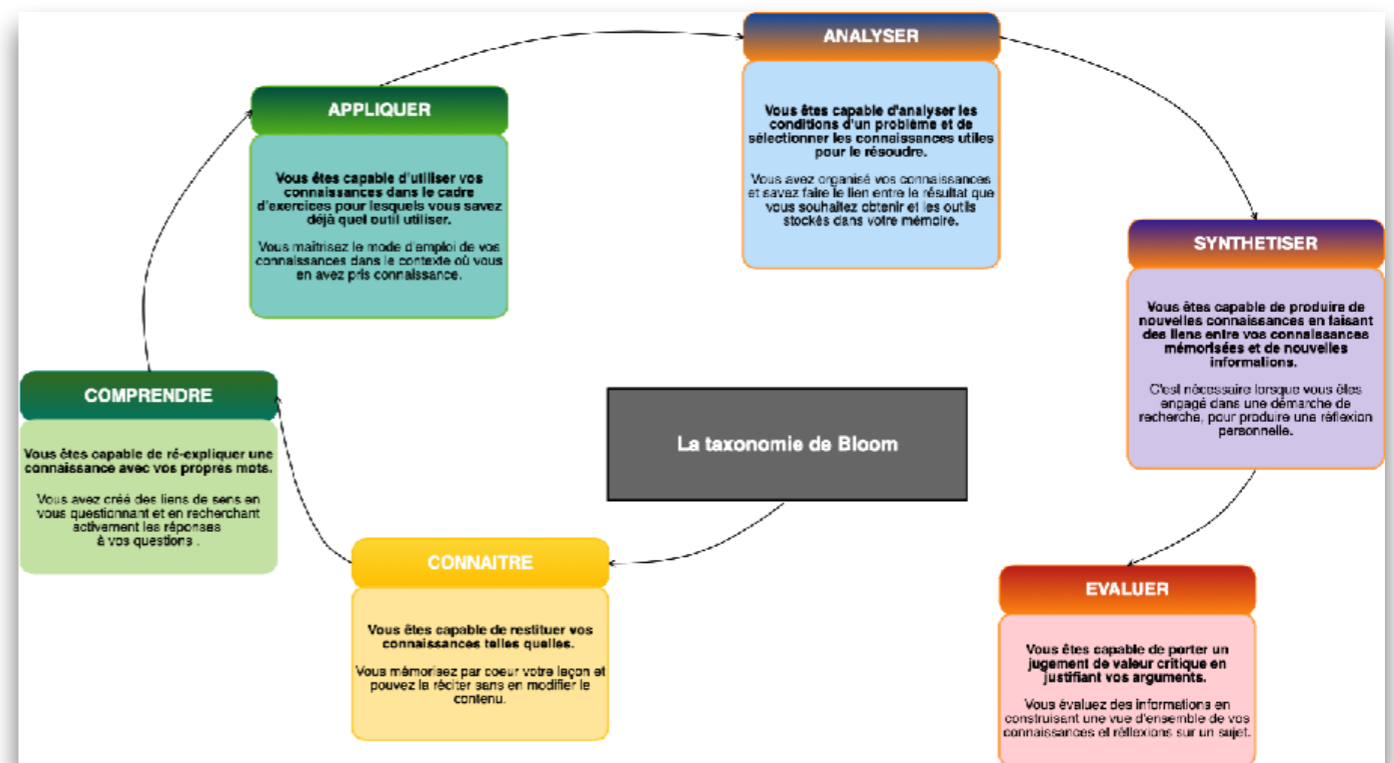 La taxonomie de Bloom
CONNAITRE
Vous êtes capable de restituer vos
connaissances telles quelles.
Vous mémorisez par coeur votre leçon et
pouvez la réciter sans en modifier le
contenu.
COMPRENDRE
Vous êtes capable de ré-expliquer une
connaissance avec vos propres mots.
Vous avez créé des liens de sens en
vous questionnant et en recherchant
activement les réponses
à vos questions .
APPLIQUER
Vous êtes capable d'utiliser vos
connaissances dans le cadre
d'exercices pour lesquels vous savez
déjà quel outil utiliser.
Vous maîtrisez le mode d'emploi de vos
connaissances dans le contexte où vous
en avez pris connaissance.
ANALYSER
Vous êtes capable d'analyser les
conditions d'un problème et de
sélectionner les connaissances utiles
pour le résoudre.
Vous avez organisé vos connaissances
et savez faire le lien entre le résultat que
vous souhaitez obtenir et les outils
stockés dans votre mémoire.
SYNTHETISER
Vous êtes capable de produire de
nouvelles connaissances en faisant
des liens entre vos connaissances
mémorisées et de nouvelles
informations.
C'est nécessaire lorsque vous êtes
engagé dans une démarche de
recherche, pour produire une réflexion
personnelle.
EVALUER
Vous êtes capable de porter un
jugement de valeur critique en
justifiant vos arguments.
Vous évaluez des informations en
construisant une vue d'ensemble de vos
connaissances et réflexions sur un sujet.